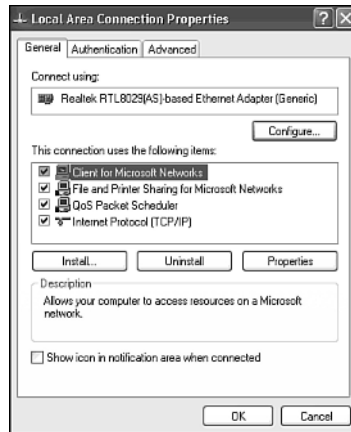 Local Area Connection Properties
General Authentication Advanced
Connect using:
Realtek RTL8029(AS)-based Ethernet Adapter (Generic)
Configure...
This connection uses the following items:
Client for Microsoft Networks
File and Printer Sharing for Microsoft Networks
QoS Packet Scheduler
Internet Protocol (TCP/IP)
Install... Uninstall Properties
Description
Allows your computer to access resources on a Microsoft
network.
Show icon in notification area when connected
OK Cancel